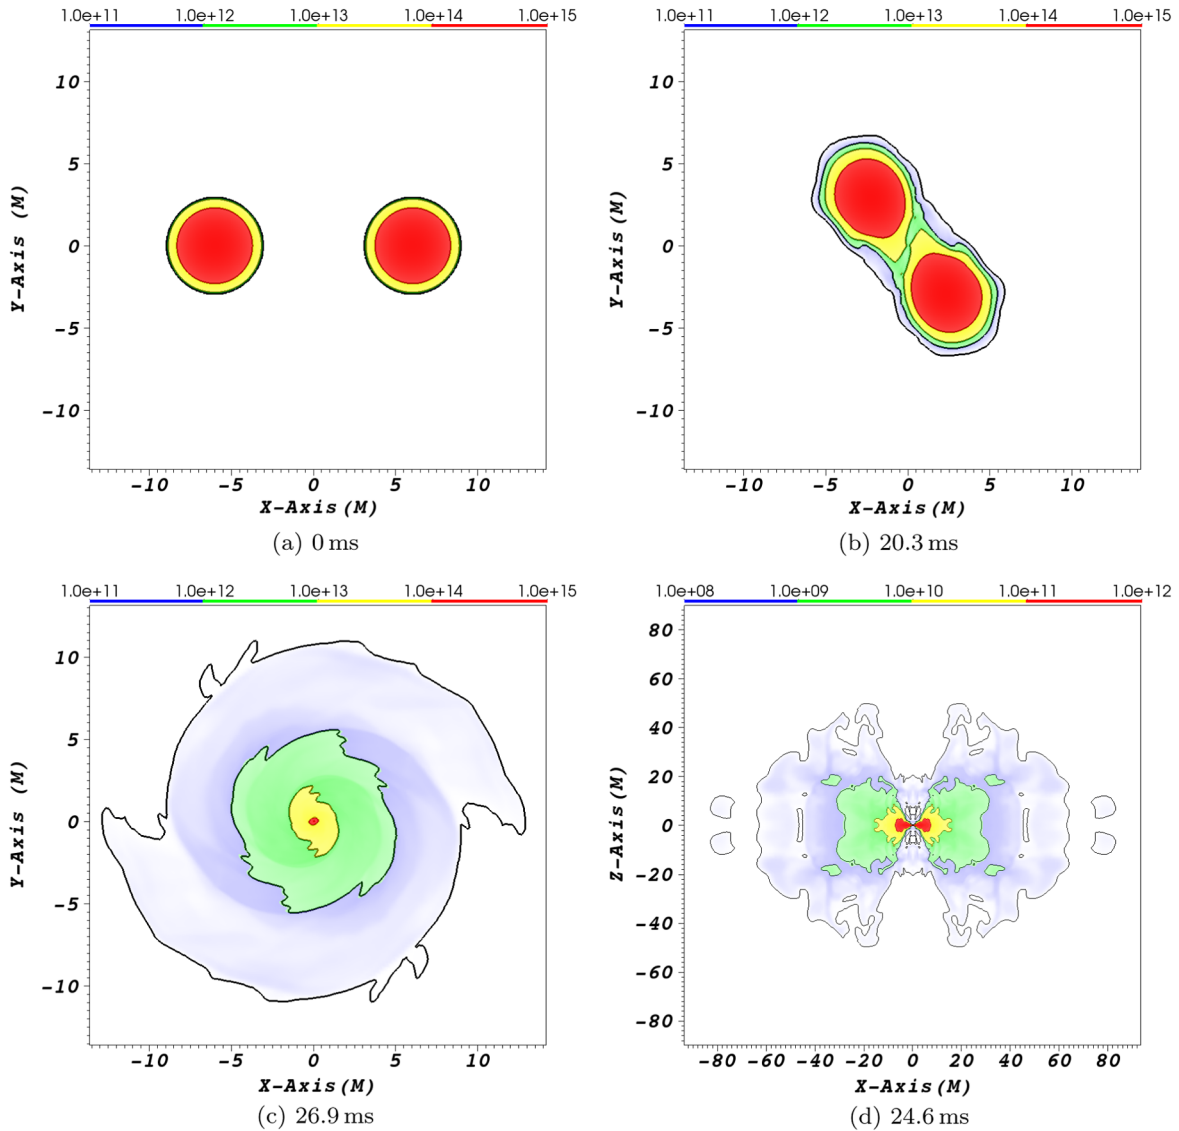 1.0e+11 1.0e+12 1.0e+13 1.0e+14 1.0e+15
10
5
0
−5
−10
Y-Axis (M)
−10 −5 0 5 10
X-Axis(M)
(a) 0 ms
1.0e+11 1.0e+12 1.0e+13 1.0e+14 1.0e+15
10
5
0
−5
−10
Y-Axis(M)
−10 −5 0 5 10
X-Axis(M)
(b) 20.3 ms
1.0e+11 1.0e+12 1.0e+13 1.0e+14 1.0e+15
10
5
0
−5
−10
Y-Axis (M)
−10 −5 0 5 10
X-Axis(M)
(c) 26.9 ms
1.0e+08 1.0e+09 1.0e+10 1.0e+11 1.0e+12
80
60
40
20
0
−20
−40
−60
−80
Z-Axis(M)
−80 −60 −40 −20 0 20 40 60 80
X-Axis(M)
(d) 24.6 ms